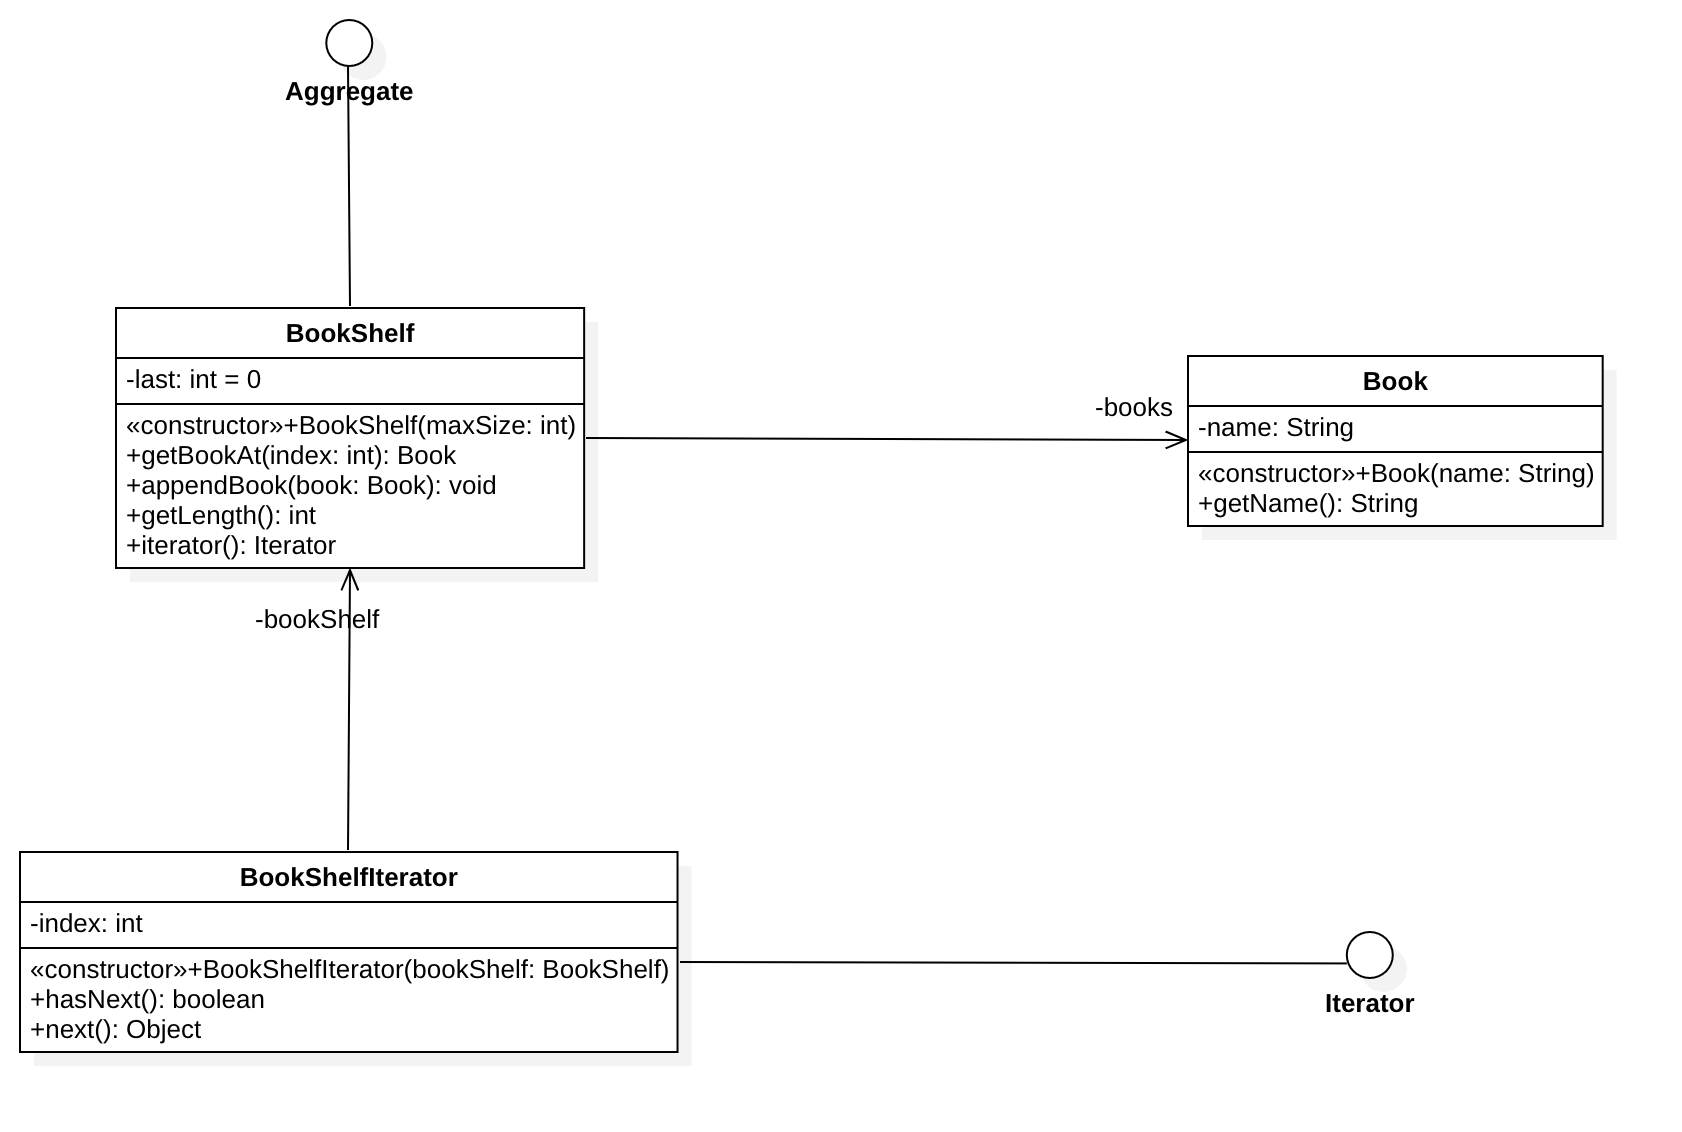 Aggregate
BookShelf
-last: int = 0
«constructor»+BookShelf(maxSize: int)
+getBookAt(index: int): Book
+appendBook(book: Book): void
+getLength(): int
+iterator(): Iterator
-books
Book
-name: String
«constructor»+Book(name: String)
+getName(): String
-bookShelf
BookShelfIterator
-index: int
«constructor»+BookShelfIterator(bookShelf: BookShelf)
+hasNext(): boolean
+next(): Object
Iterator